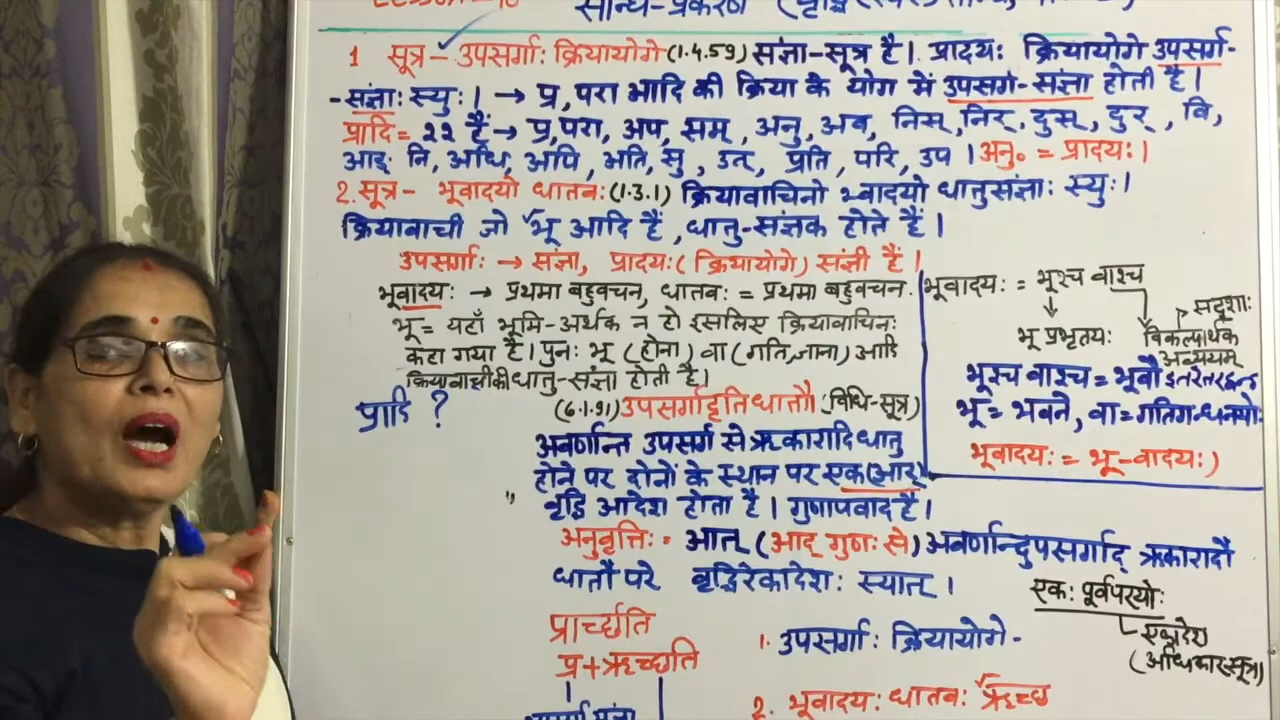 सन्धि-प्रकरण
1 सूत्र - उपसर्गाः क्रियायोगे (1.4.59) संज्ञा-सूत्र है। प्रादयः क्रियायोगे उपसर्ग-
-संज्ञाः स्युः। → प्र, परा आदि की क्रिया के योग में उपसर्ग-संज्ञा होती है।
प्रादि = २२ हैं → प्र, परा, अप, सम्, अनु, अव, निस्, निर्, दुस्, दुर्, वि,
आङ् नि, अधि, अपि, अति, सु, उत्, प्रति, परि, उप। अनु० = प्रादयः।
2. सूत्र - भूवादयो धातवः (1.3.1) क्रियावाचिनो भ्वादयो धातुसंज्ञाः स्युः।
क्रियावाची जो भू आदि हैं, धातु-संज्ञक होते हैं।
उपसर्गाः → संज्ञा, प्रादयः (क्रियायोगे) संज्ञी हैं।
भूवादयः → प्रथमा बहुवचन, धातवः = प्रथमा बहुवचन.
भू = यहाँ भूमि-अर्थक न हो इसलिए क्रियावाचिनः
कहा गया है। पुनः भू (होना) वा (गति, जाना) आदि
क्रियावाची की धातु-संज्ञा होती है।
भूवादयः = भूश्च वाश्च
सदृशाः
भू प्रभृतयः विकल्पार्थक
अव्ययम्
भूश्च वाश्च = भूवौ इतरेतरद्वन्द्व
भू = भवने, वा = गतिगन्धनयोः
भूवादयः = भू-वादयः)
प्रादि ?
(6.1.91) उपसर्गादृति धातौ (विधि-सूत्र)
अवर्णान्त उपसर्ग से ऋकारादि धातु
होने पर दोनों के स्थान पर एक (आर्)
वृद्धि आदेश होता है। गुणापवाद है।
अनुवृत्तिः = आत् (आद् गुणः से) अवर्णान्दुपसर्गाद् ऋकारादौ
धातौ परे वृद्धिरेकादेशः स्यात्।
एकः पूर्वपरयोः
एकादेश
(अधिकारसूत्र)
प्रार्च्छति
प्र + ऋच्छति
1. उपसर्गाः क्रियायोगे -
2. भूवादयः धातवः ऋच्छ